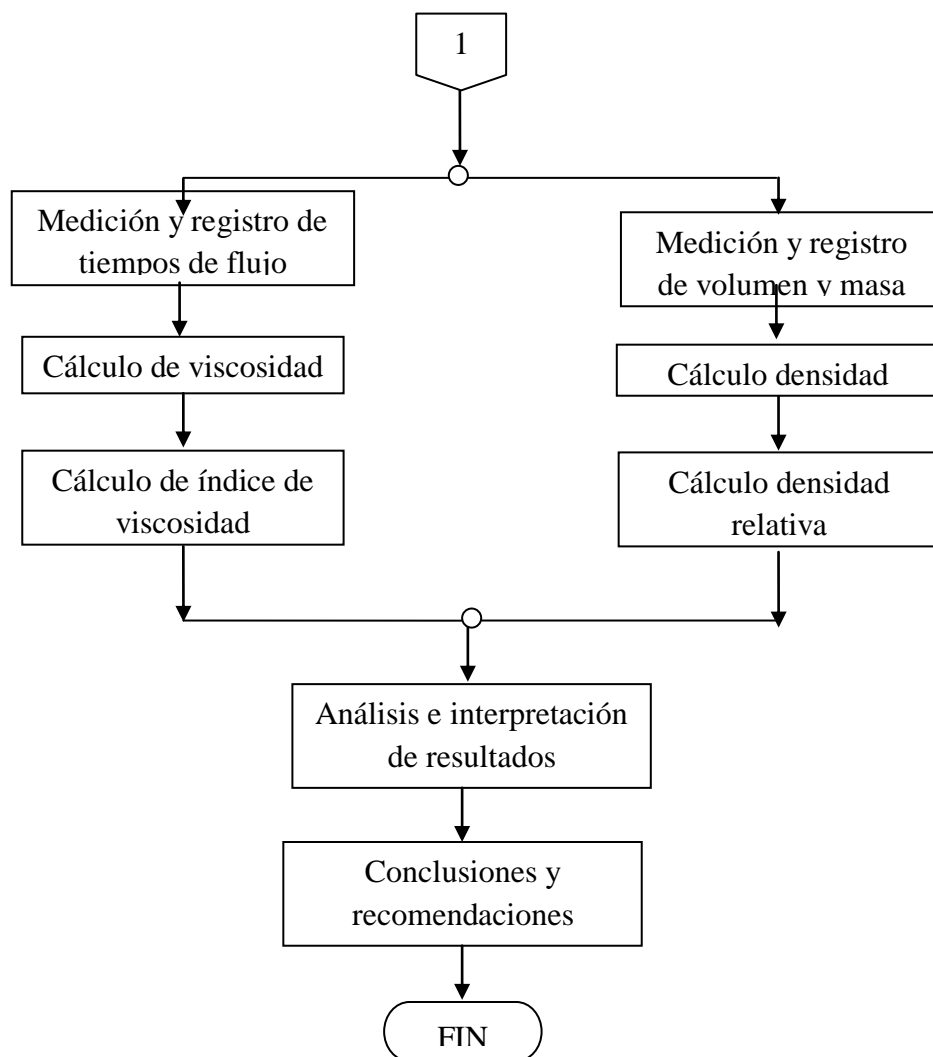 1
Medición y registro de
tiempos de flujo
Cálculo de viscosidad
Cálculo de índice de
viscosidad
Medición y registro
de volumen y masa
Cálculo densidad
Cálculo densidad
relativa
Análisis e interpretación
de resultados
Conclusiones y
recomendaciones
FIN